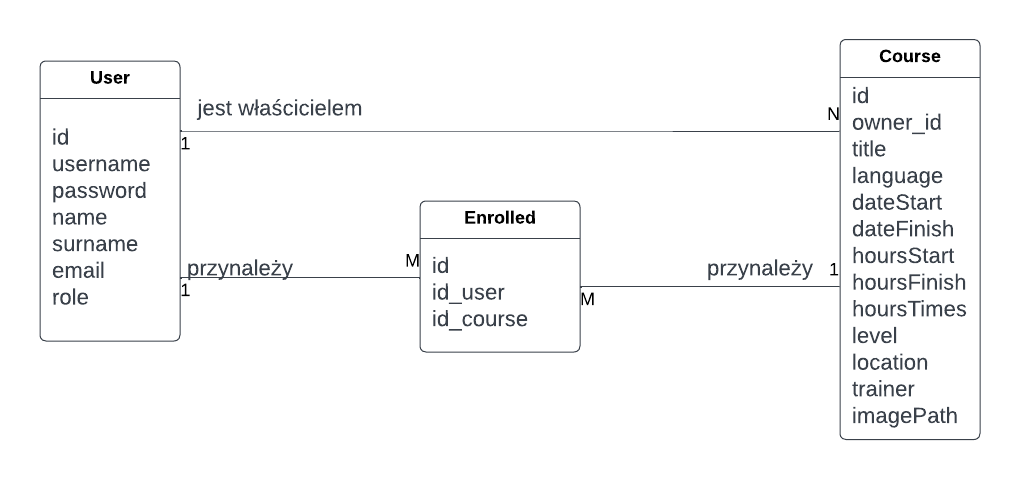 User
id
username
password
name
surname
email
role
jest właścicielem
1
N
przynależy
1
M
Enrolled
id
id_user
id_course
M
przynależy
1
Course
id
owner_id
title
language
dateStart
dateFinish
hoursStart
hoursFinish
hoursTimes
level
location
trainer
imagePath